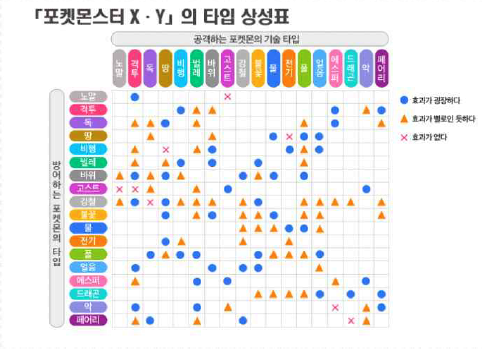 「포켓몬스터 X · Y」의 타입 상성표
공격하는 포켓몬의 기술 타입
노말 격투 독 땅 비행 벌레 바위 고스트 강철 불꽃 물 전기 풀 얼음 에스퍼 드래곤 악 페어리
방어하는 포켓몬의 타입
노말
격투
독
땅
비행
벌레
바위
고스트
강철
불꽃
물
전기
풀
얼음
에스퍼
드래곤
악
페어리
효과가 굉장하다
효과가 별로인 듯하다
효과가 없다